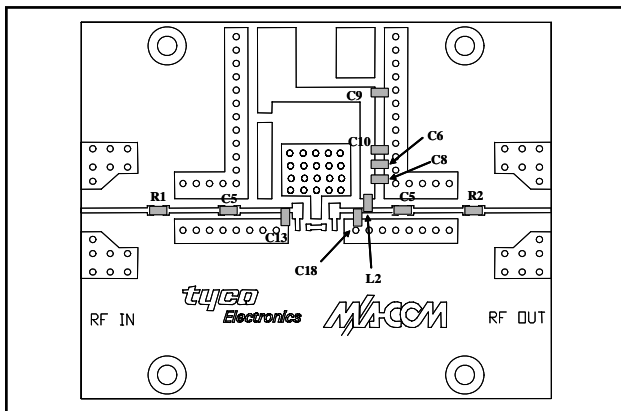 C9
C10
C6
C8
R1
C5
C5
R2
C13
C18
L2
tyco
Electronics
M/A-COM
RF IN
RF OUT